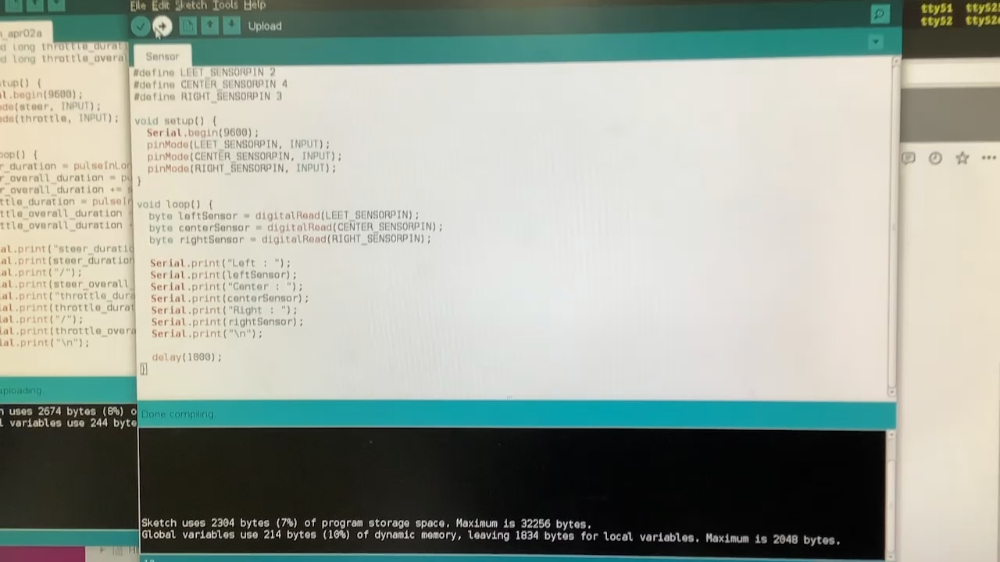 File Edit Sketch Tools Help
Upload
Sensor
#define LEET_SENSORPIN 2
#define CENTER_SENSORPIN 4
#define RIGHT_SENSORPIN 3
void setup() {
Serial.begin(9600);
pinMode(LEET_SENSORPIN, INPUT);
pinMode(CENTER_SENSORPIN, INPUT);
pinMode(RIGHT_SENSORPIN, INPUT);
}
void loop() {
byte leftSensor = digitalRead(LEET_SENSORPIN);
byte centerSensor = digitalRead(CENTER_SENSORPIN);
byte rightSensor = digitalRead(RIGHT_SENSORPIN);
Serial.print("Left : ");
Serial.print(leftSensor);
Serial.print("Center : ");
Serial.print(centerSensor);
Serial.print("Right : ");
Serial.print(rightSensor);
Serial.print("\n");
delay(1000);
}
Done compiling.
Sketch uses 2304 bytes (7%) of program storage space. Maximum is 32256 bytes.
Global variables use 214 bytes (10%) of dynamic memory, leaving 1834 bytes for local variables. Maximum is 2048 bytes.
_apr02a
d long throttle_durati
d long throttle_overal
tup() {
al.begin(9600);
ode(steer, INPUT);
ode(throttle, INPUT);
oop() {
r_duration = pulseInLon
r_overall_duration = pu
r_overall_duration += s
ttle_duration = pulseIn
ttle_overall_duration
ttle_overall_duration
al.print("steer_duratio
al.print(steer_duration
al.print("/");
al.print(steer_overall_
al.print("throttle_dura
al.print(throttle_durat
al.print("/");
al.print(throttle_overa
al.print("\n");
uploading.
h uses 2674 bytes (8%) o
l variables use 244 byte
ttyS1 ttyS2
ttyS2 ttyS2